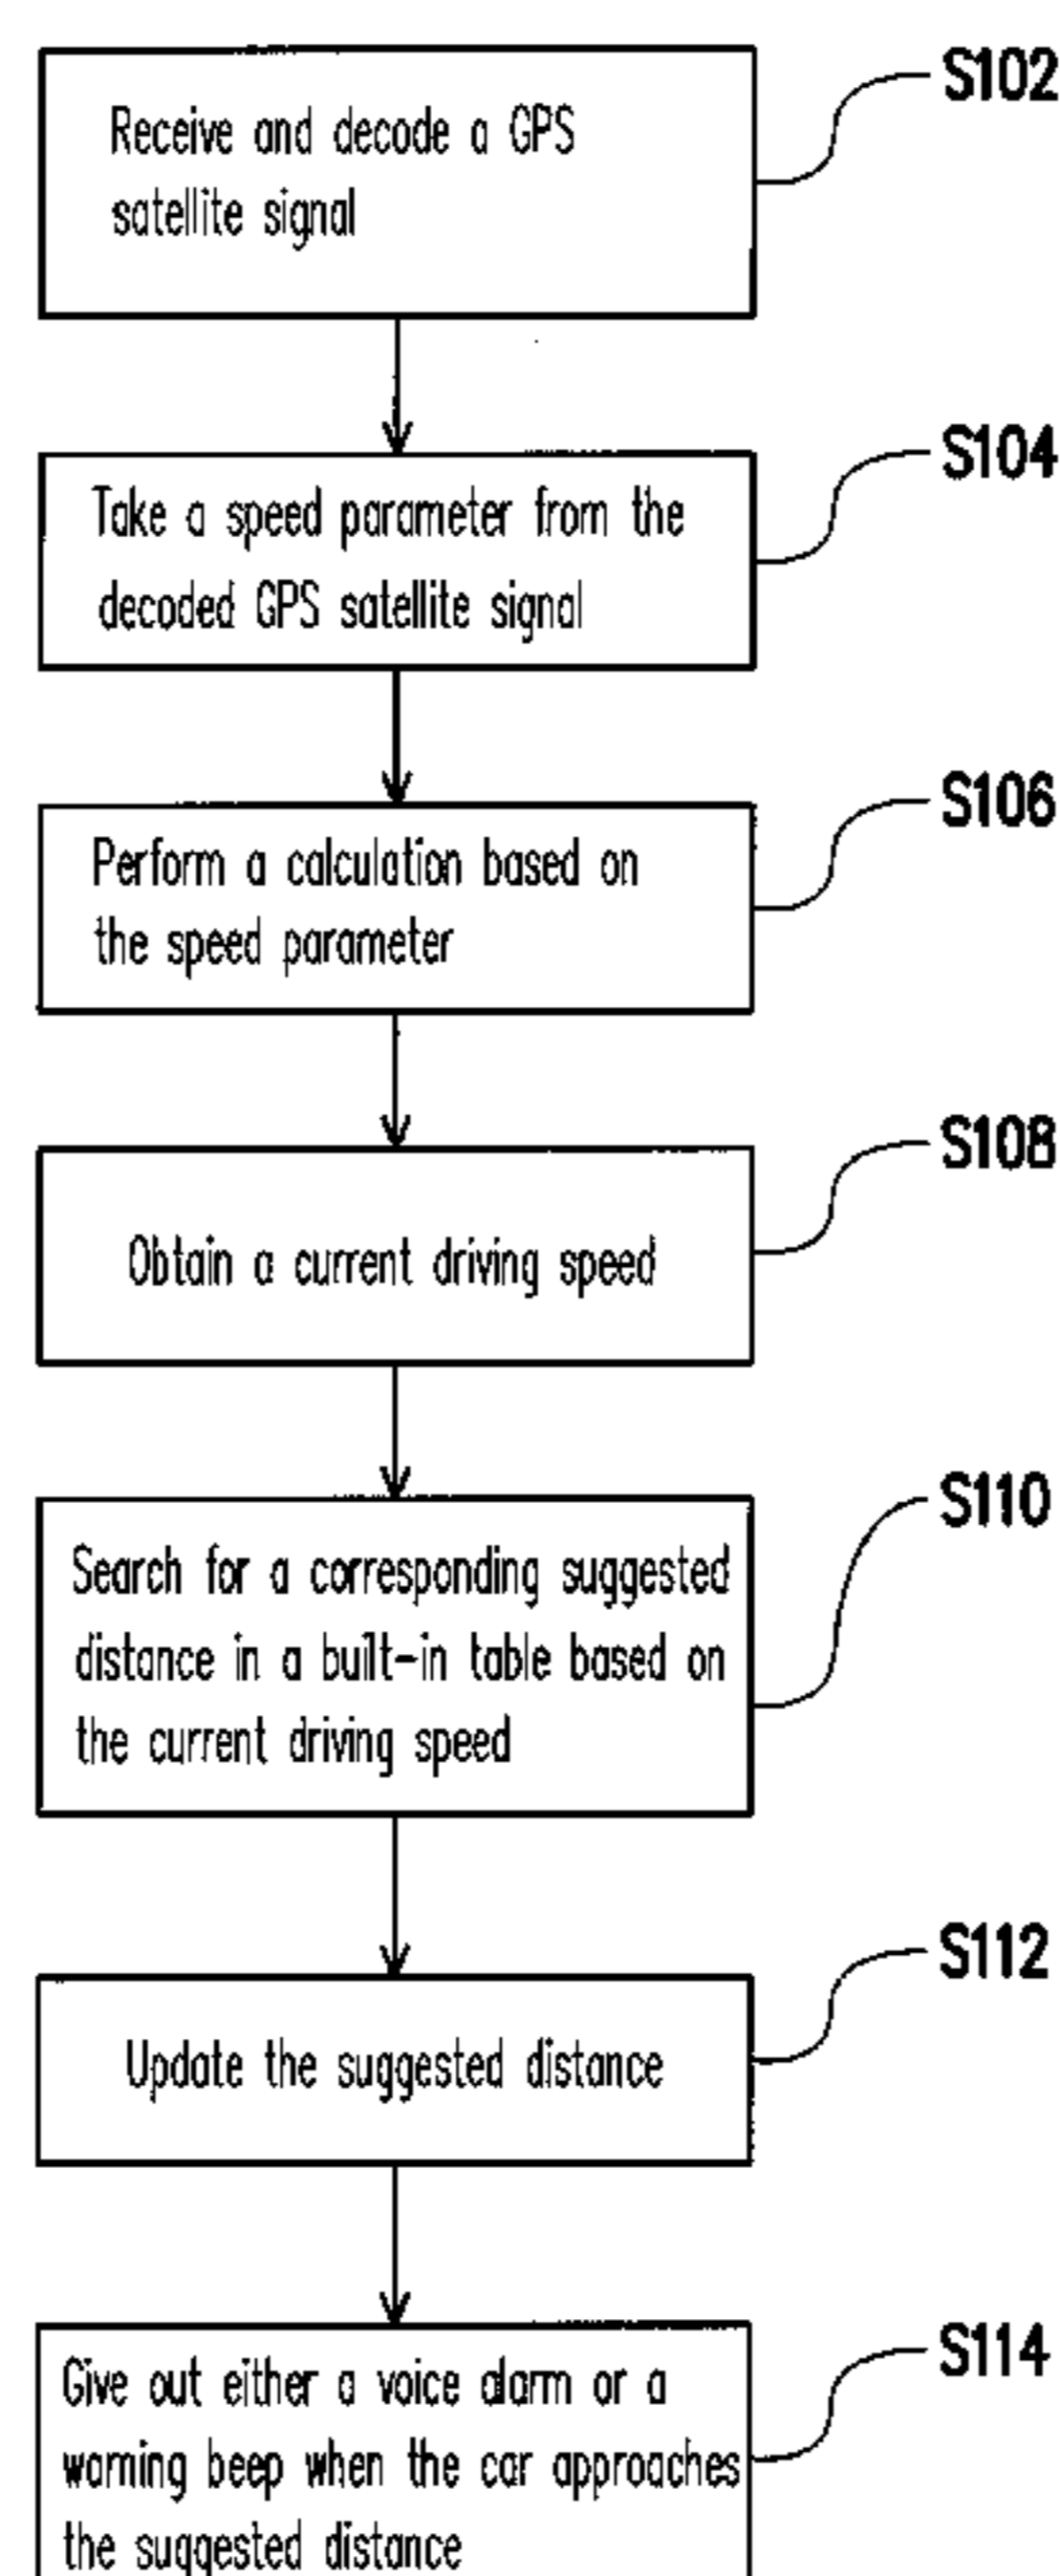 S102
Receive and decode a GPS
satellite signal
S104
Take a speed parameter from the
decoded GPS satellite signal
S106
Perform a calculation based on
the speed parameter
S108
Obtain a current driving speed
S110
Search for a corresponding suggested
distance in a built-in table based on
the current driving speed
S112
Update the suggested distance
S114
Give out either a voice alarm or a
warning beep when the car approaches
the suggested distance